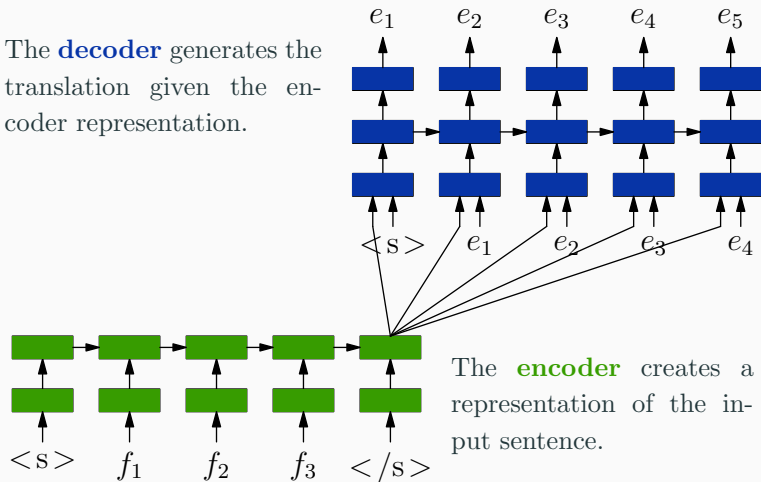 e₁ e₂ e₃ e₄ e₅
The decoder generates the
translation given the en-
coder representation.
<s> e₁ e₂ e₃ e₄
The encoder creates a
representation of the in-
put sentence.
<s> f₁ f₂ f₃ </s>